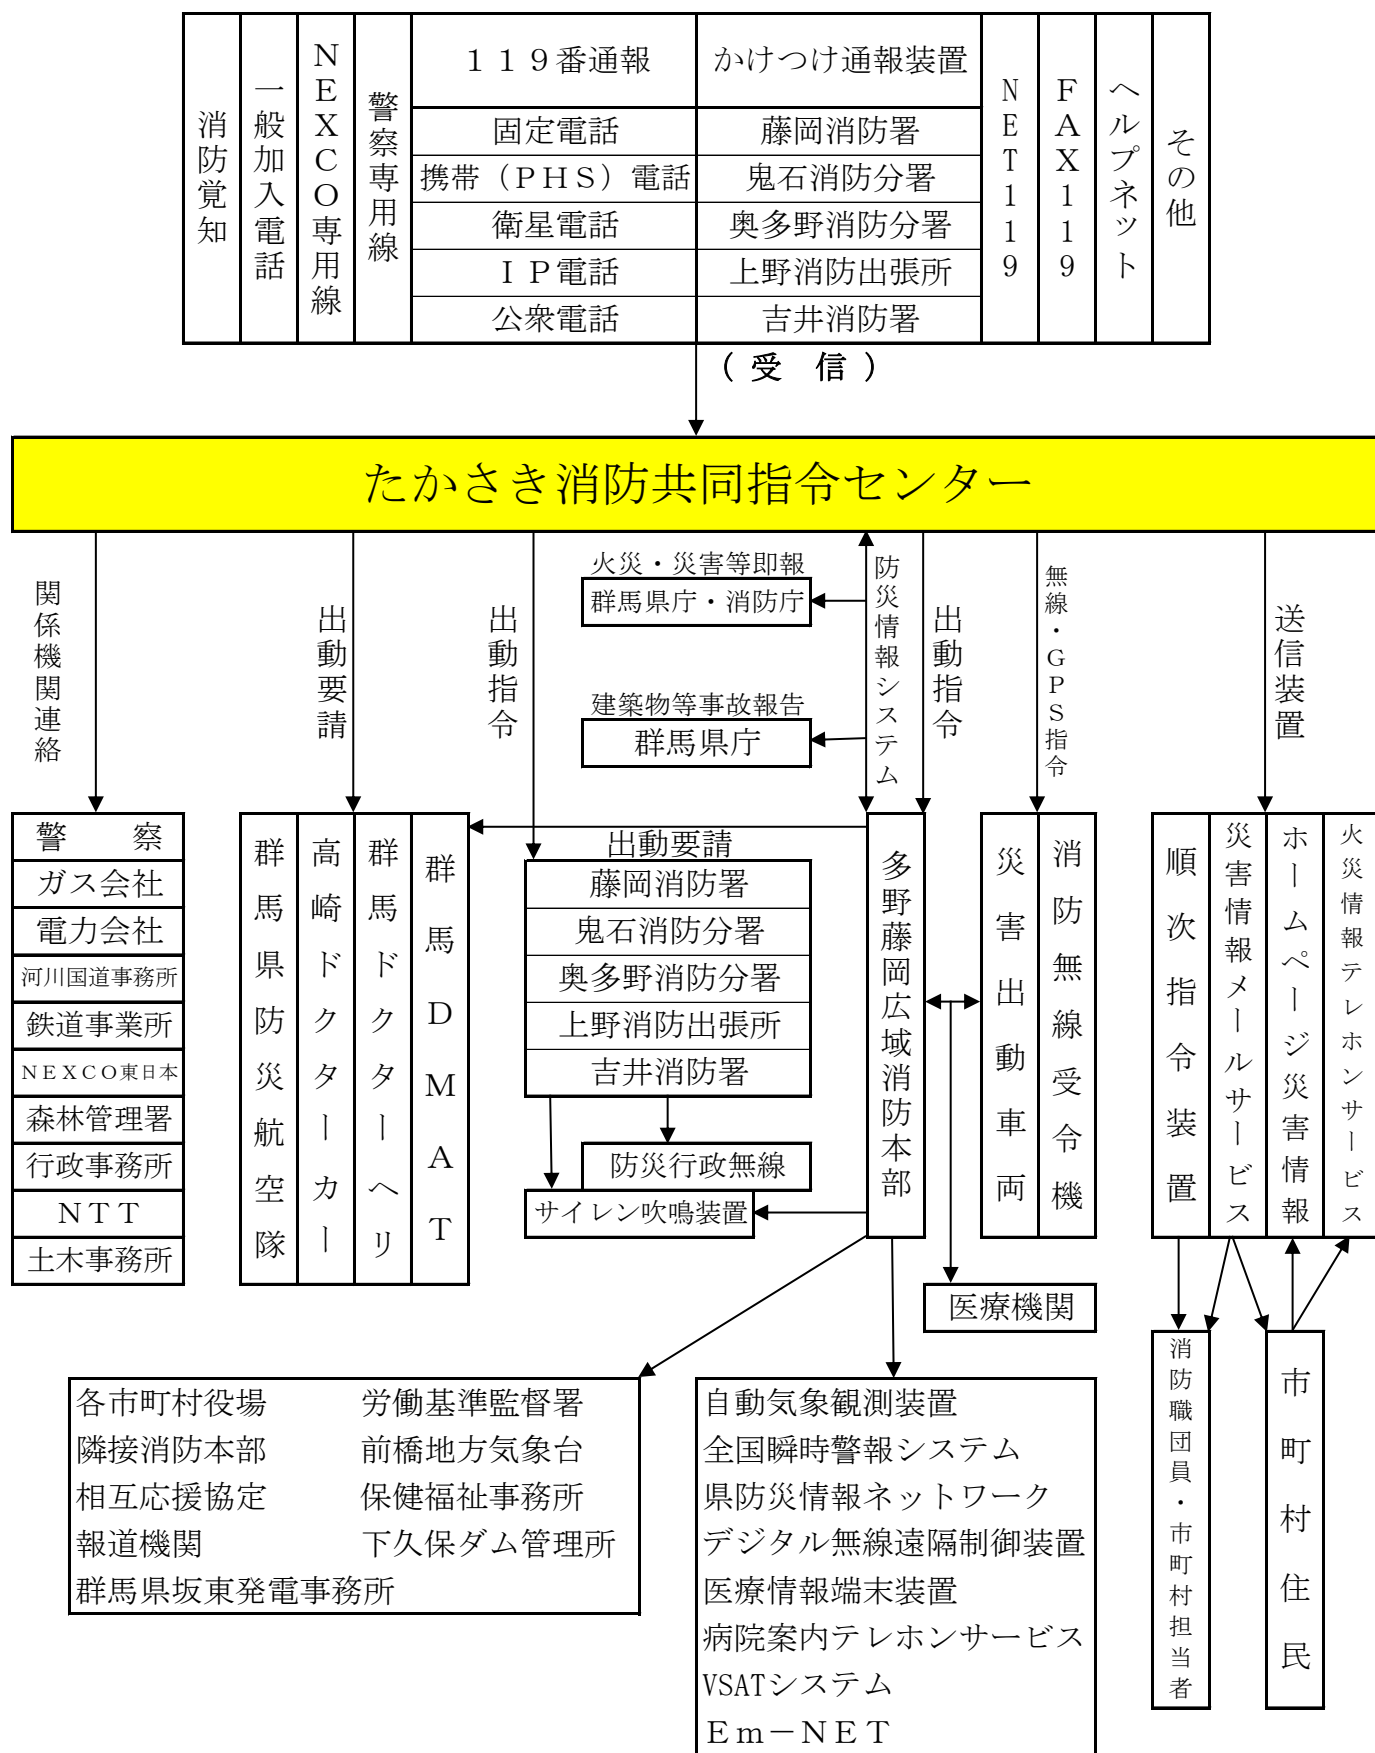 消防覚知
一般加入電話
ＮＥＸＣＯ専用線
警察専用線
１１９番通報
固定電話
携帯（ＰＨＳ）電話
衛星電話
ＩＰ電話
公衆電話
かけつけ通報装置
藤岡消防署
鬼石消防分署
奥多野消防分署
上野消防出張所
吉井消防署
ＮＥＴ１１９
ＦＡＸ１１９
ヘルプネット
その他
（受　信）
たかさき消防共同指令センター
関係機関連絡
出動要請
出動指令
火災・災害等即報
群馬県庁・消防庁
建築物等事故報告
群馬県庁
防災情報システム
出動指令
無線・ＧＰＳ指令
送信装置
警　　察
ガス会社
電力会社
河川国道事務所
鉄道事業所
ＮＥＸＣＯ東日本
森林管理署
行政事務所
ＮＴＴ
土木事務所
群馬県防災航空隊
高崎ドクターカー
群馬ドクターヘリ
群馬ＤＭＡＴ
出動要請
藤岡消防署
鬼石消防分署
奥多野消防分署
上野消防出張所
吉井消防署
防災行政無線
サイレン吹鳴装置
多野藤岡広域消防本部
災害出動車両
消防無線受令機
順次指令装置
災害情報メールサービス
ホームページ災害情報
火災情報テレホンサービス
医療機関
各市町村役場　　　労働基準監督署
隣接消防本部　　　前橋地方気象台
相互応援協定　　　保健福祉事務所
報道機関　　　　　下久保ダム管理所
群馬県坂東発電事務所
自動気象観測装置
全国瞬時警報システム
県防災情報ネットワーク
デジタル無線遠隔制御装置
医療情報端末装置
病院案内テレホンサービス
VSATシステム
Ｅｍ－ＮＥＴ
消防職団員・市町村担当者
市町村住民